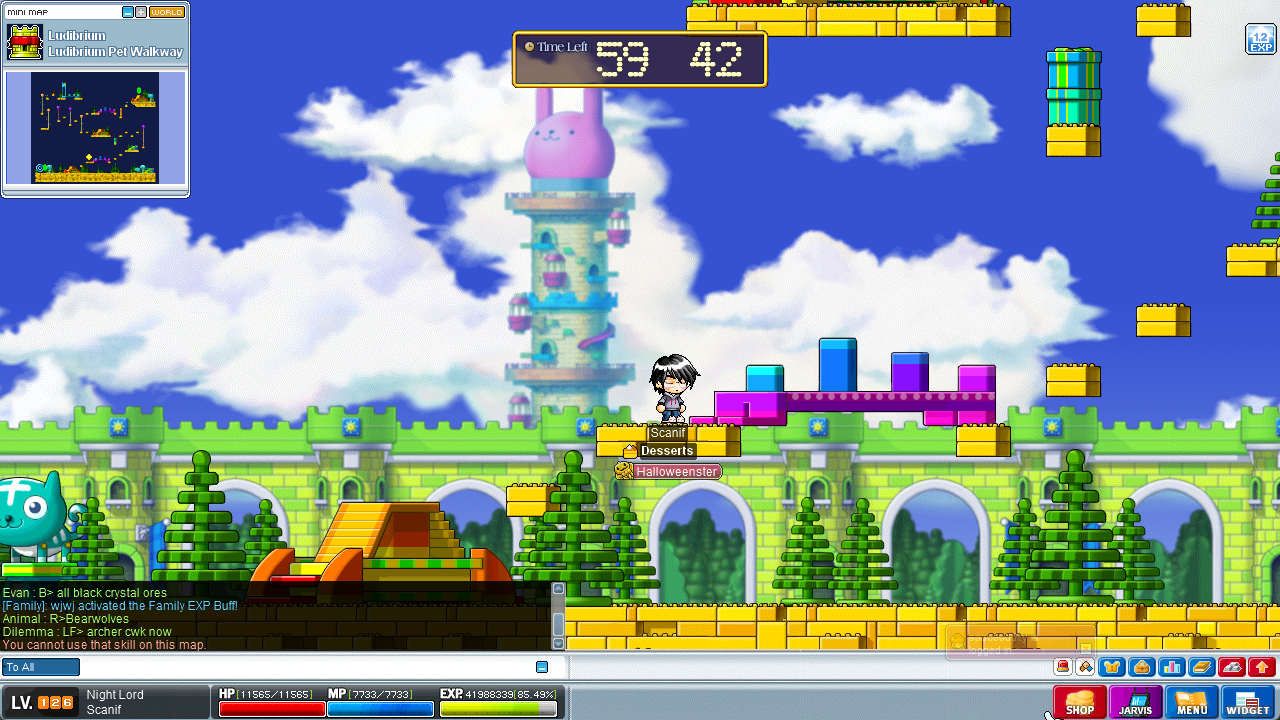 MINI MAP WORLD
Ludibrium
Ludibrium Pet Walkway
Time Left 59 42
1.2
EXP
Scanif
Desserts
Halloweenster
Evan : B> all black crystal ores
[Family]: wjwj activated the Family EXP Buff!
Animal : R>Bearwolves
Dilemma : LF> archer cwk now
You cannot use that skill on this map.
To All
LV. 126
Night Lord
Scanif
HP [11565/11565] MP [7733/7733] EXP. 41988339[85.49%]
SHOP JARVIS MENU WIDGET